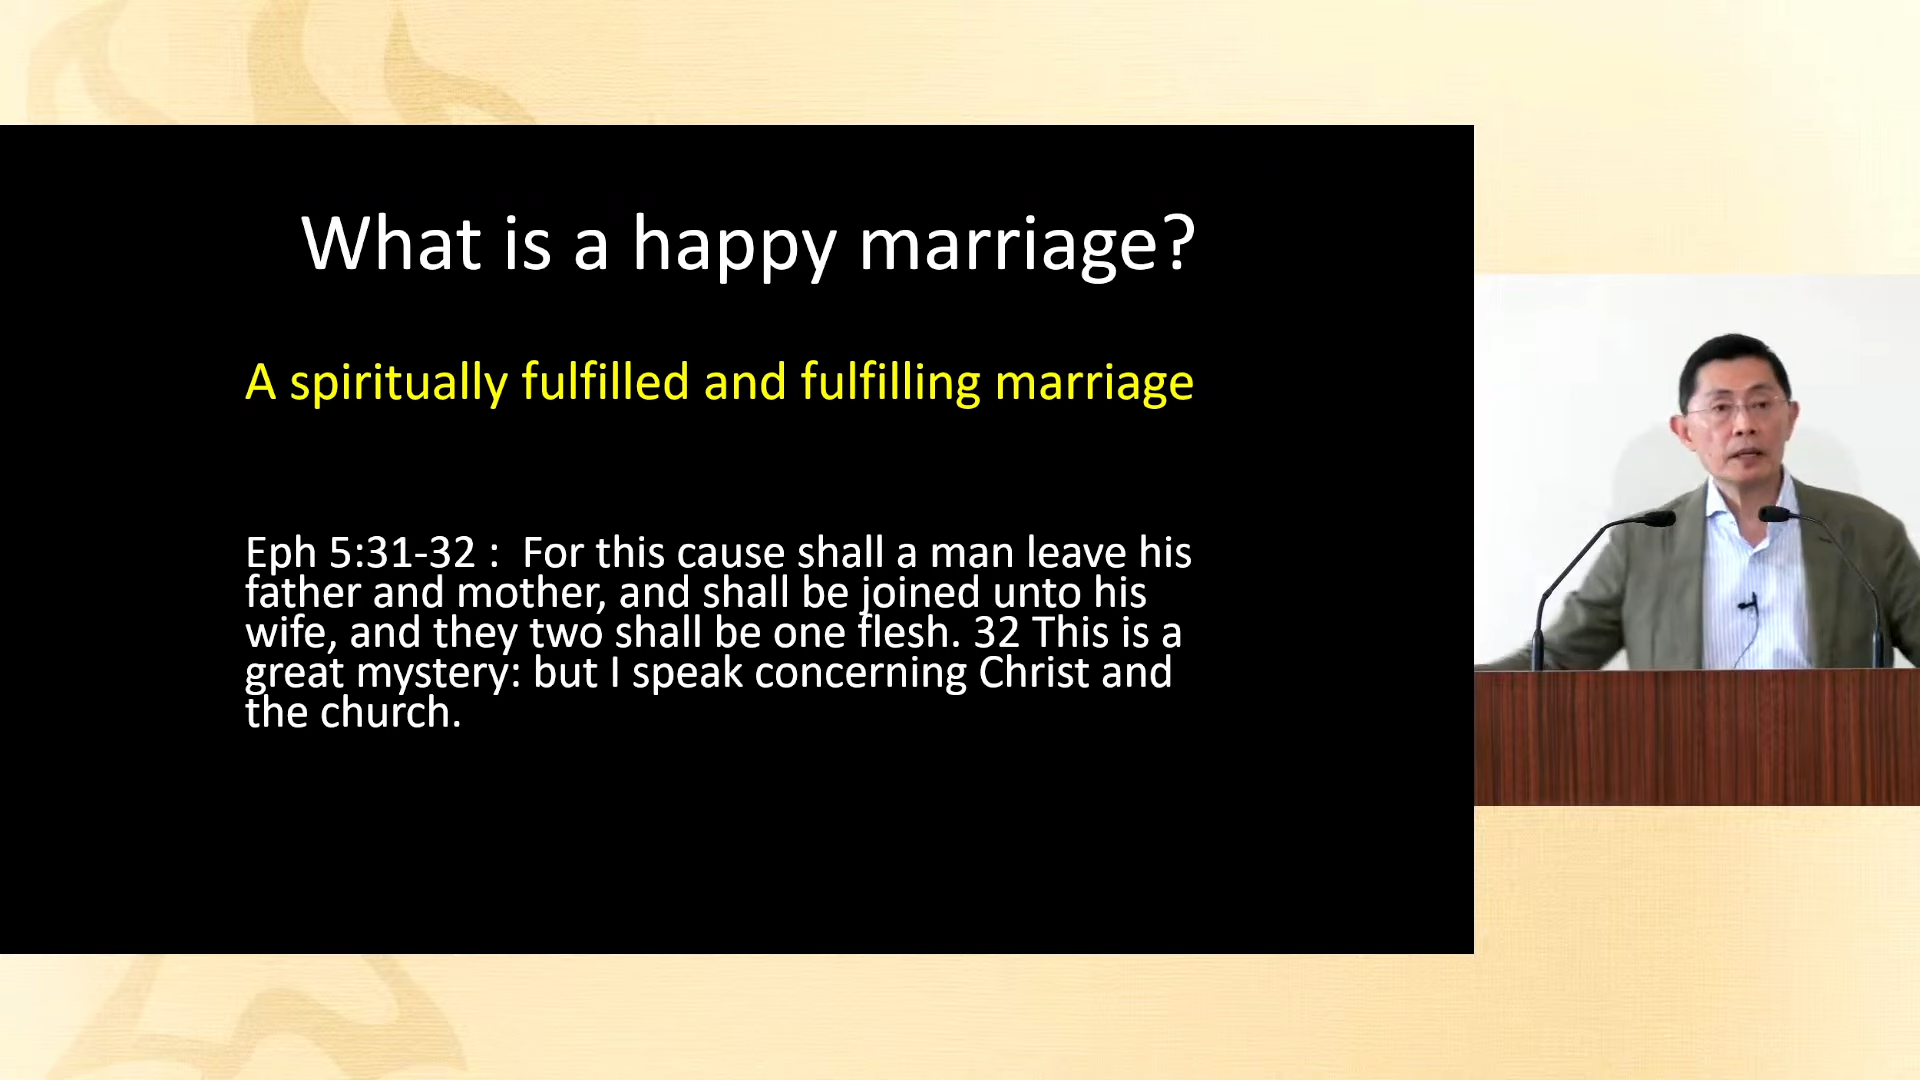 What is a happy marriage?
A spiritually fulfilled and fulfilling marriage
Eph 5:31-32 :  For this cause shall a man leave his
father and mother, and shall be joined unto his
wife, and they two shall be one flesh. 32 This is a
great mystery: but I speak concerning Christ and
the church.